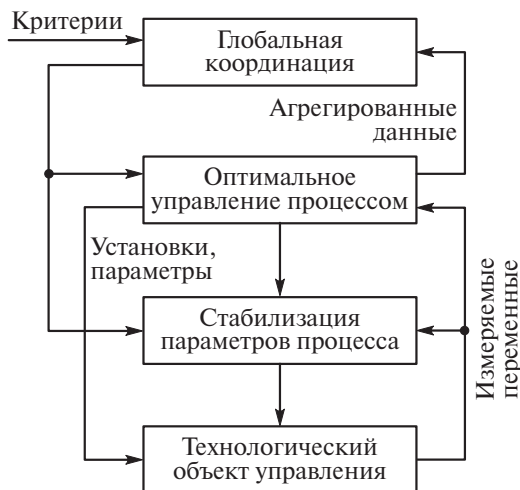 Критерии
Глобальная
координация
Агрегированные
данные
Оптимальное
управление процессом
Установки,
параметры
Измеряемые
переменные
Стабилизация
параметров процесса
Технологический
объект управления